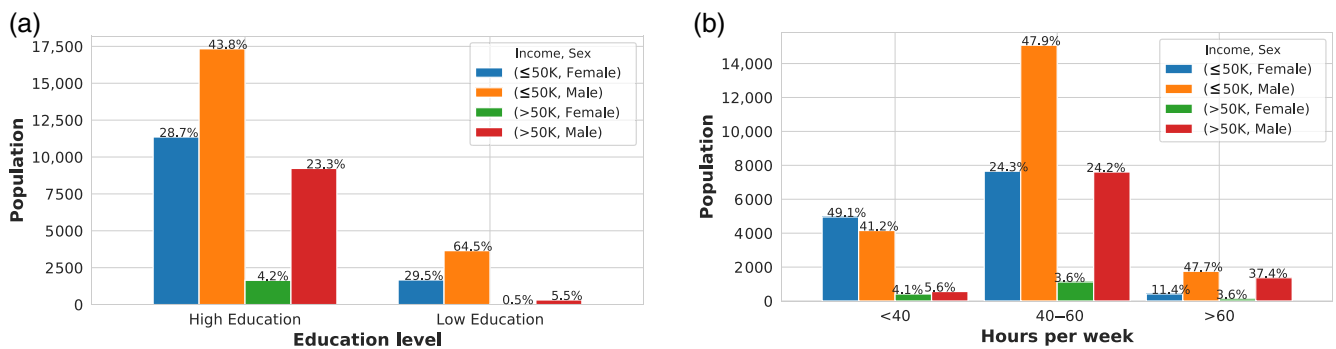 (a)
17,500
15,000
12,500
10,000
7500
5000
2500
0
Population
43.8%
28.7%
23.3%
4.2%
64.5%
29.5%
0.5%
5.5%
Income, Sex
(≤50K, Female)
(≤50K, Male)
(>50K, Female)
(>50K, Male)
High Education
Low Education
Education level
(b)
14,000
12,000
10,000
8000
6000
4000
2000
0
Population
47.9%
49.1%
41.2%
4.1%
5.6%
24.3%
24.2%
3.6%
11.4%
47.7%
3.6%
37.4%
Income, Sex
(≤50K, Female)
(≤50K, Male)
(>50K, Female)
(>50K, Male)
<40
40–60
>60
Hours per week